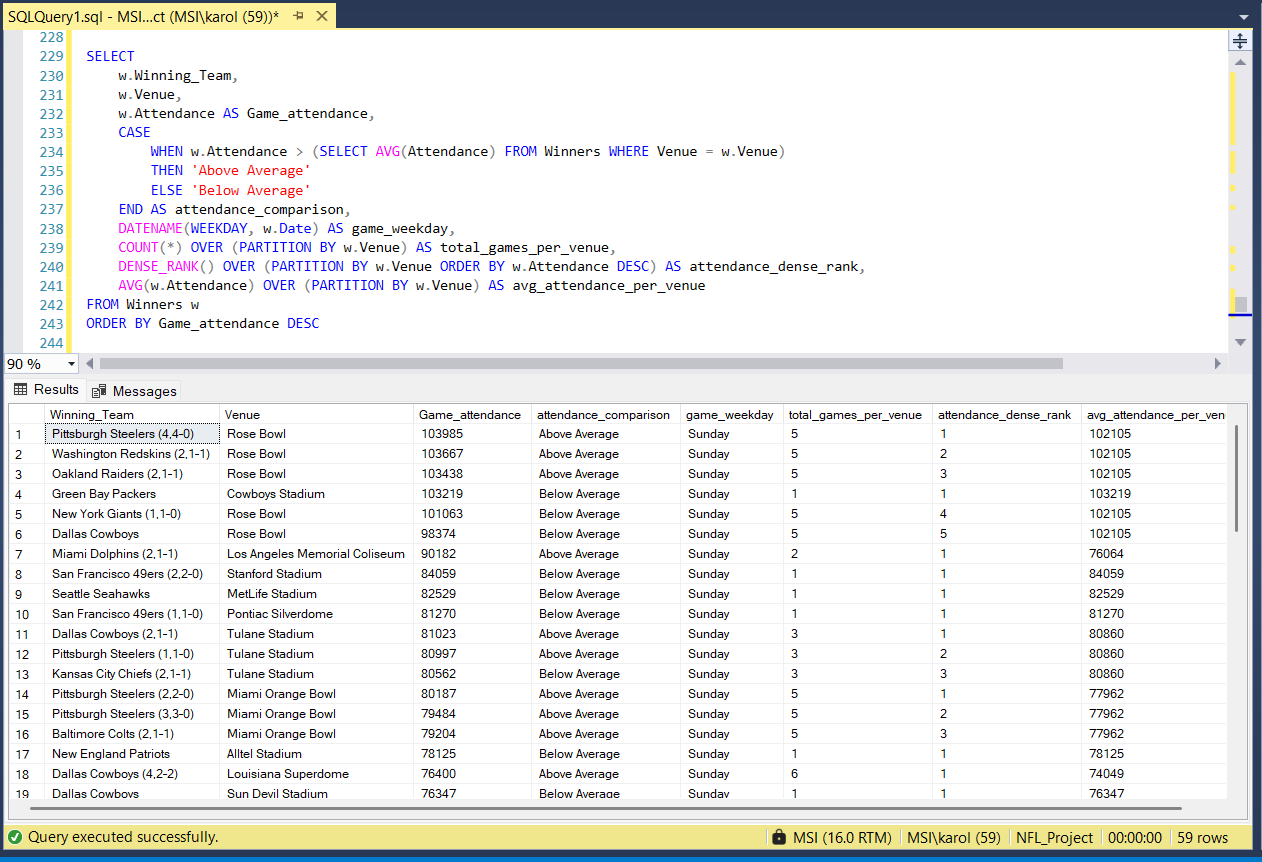 SQLQuery1.sql - MSI...ct (MSI\karol (59))*
228
229 SELECT
230 w.Winning_Team,
231 w.Venue,
232 w.Attendance AS Game_attendance,
233 CASE
234 WHEN w.Attendance > (SELECT AVG(Attendance) FROM Winners WHERE Venue = w.Venue)
235 THEN 'Above Average'
236 ELSE 'Below Average'
237 END AS attendance_comparison,
238 DATENAME(WEEKDAY, w.Date) AS game_weekday,
239 COUNT(*) OVER (PARTITION BY w.Venue) AS total_games_per_venue,
240 DENSE_RANK() OVER (PARTITION BY w.Venue ORDER BY w.Attendance DESC) AS attendance_dense_rank,
241 AVG(w.Attendance) OVER (PARTITION BY w.Venue) AS avg_attendance_per_venue
242 FROM Winners w
243 ORDER BY Game_attendance DESC
244
90 %
Results Messages
Winning_Team Venue Game_attendance attendance_comparison game_weekday total_games_per_venue attendance_dense_rank avg_attendance_per_ven
1 Pittsburgh Steelers (4,4-0) Rose Bowl 103985 Above Average Sunday 5 1 102105
2 Washington Redskins (2,1-1) Rose Bowl 103667 Above Average Sunday 5 2 102105
3 Oakland Raiders (2,1-1) Rose Bowl 103438 Above Average Sunday 5 3 102105
4 Green Bay Packers Cowboys Stadium 103219 Below Average Sunday 1 1 103219
5 New York Giants (1,1-0) Rose Bowl 101063 Below Average Sunday 5 4 102105
6 Dallas Cowboys Rose Bowl 98374 Below Average Sunday 5 5 102105
7 Miami Dolphins (2,1-1) Los Angeles Memorial Coliseum 90182 Above Average Sunday 2 1 76064
8 San Francisco 49ers (2,2-0) Stanford Stadium 84059 Below Average Sunday 1 1 84059
9 Seattle Seahawks MetLife Stadium 82529 Below Average Sunday 1 1 82529
10 San Francisco 49ers (1,1-0) Pontiac Silverdome 81270 Below Average Sunday 1 1 81270
11 Dallas Cowboys (2,1-1) Tulane Stadium 81023 Above Average Sunday 3 1 80860
12 Pittsburgh Steelers (1,1-0) Tulane Stadium 80997 Above Average Sunday 3 2 80860
13 Kansas City Chiefs (2,1-1) Tulane Stadium 80562 Below Average Sunday 3 3 80860
14 Pittsburgh Steelers (2,2-0) Miami Orange Bowl 80187 Above Average Sunday 5 1 77962
15 Pittsburgh Steelers (3,3-0) Miami Orange Bowl 79484 Above Average Sunday 5 2 77962
16 Baltimore Colts (2,1-1) Miami Orange Bowl 79204 Above Average Sunday 5 3 77962
17 New England Patriots Alltel Stadium 78125 Below Average Sunday 1 1 78125
18 Dallas Cowboys (4,2-2) Louisiana Superdome 76400 Above Average Sunday 6 1 74049
19 Dallas Cowboys Sun Devil Stadium 76347 Below Average Sunday 1 1 76347
Query executed successfully. MSI (16.0 RTM) MSI\karol (59) NFL_Project 00:00:00 59 rows